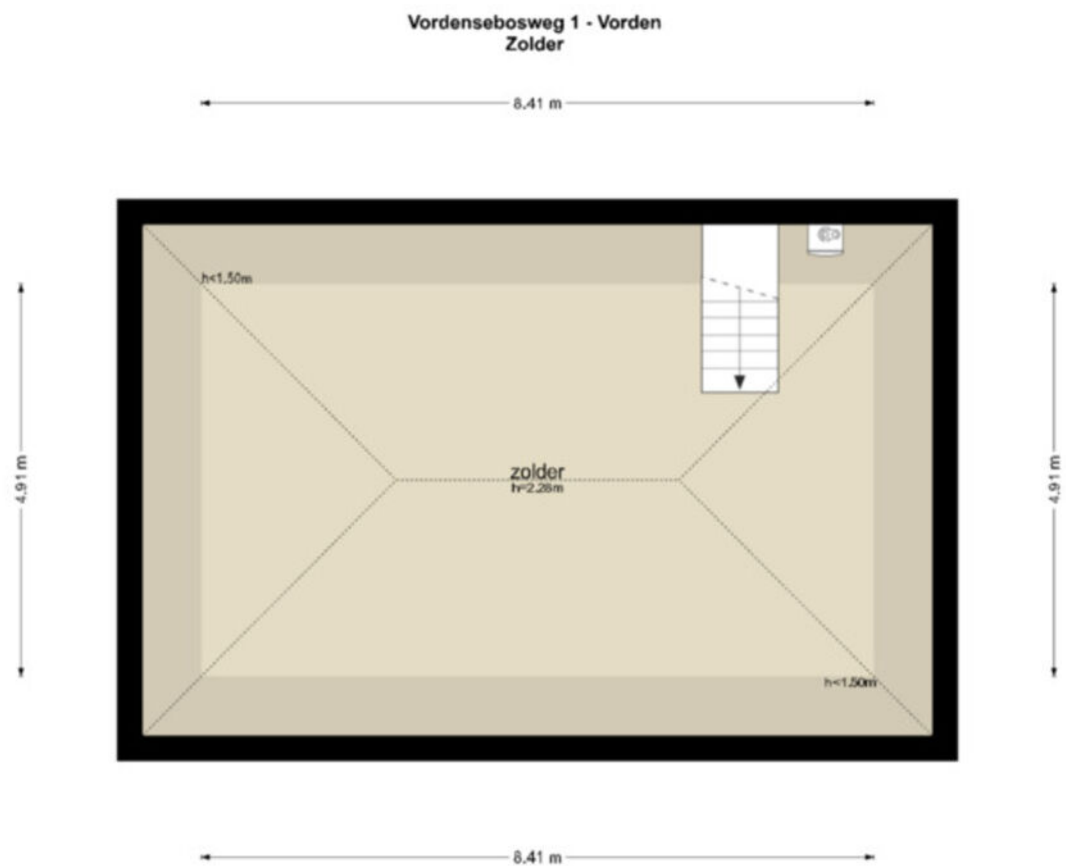 Vordensebosweg 1 - Vorden
Zolder
8.41 m
h<1.50m
4.91 m
zolder
h=2.28m
4.91 m
h<1.50m
8.41 m